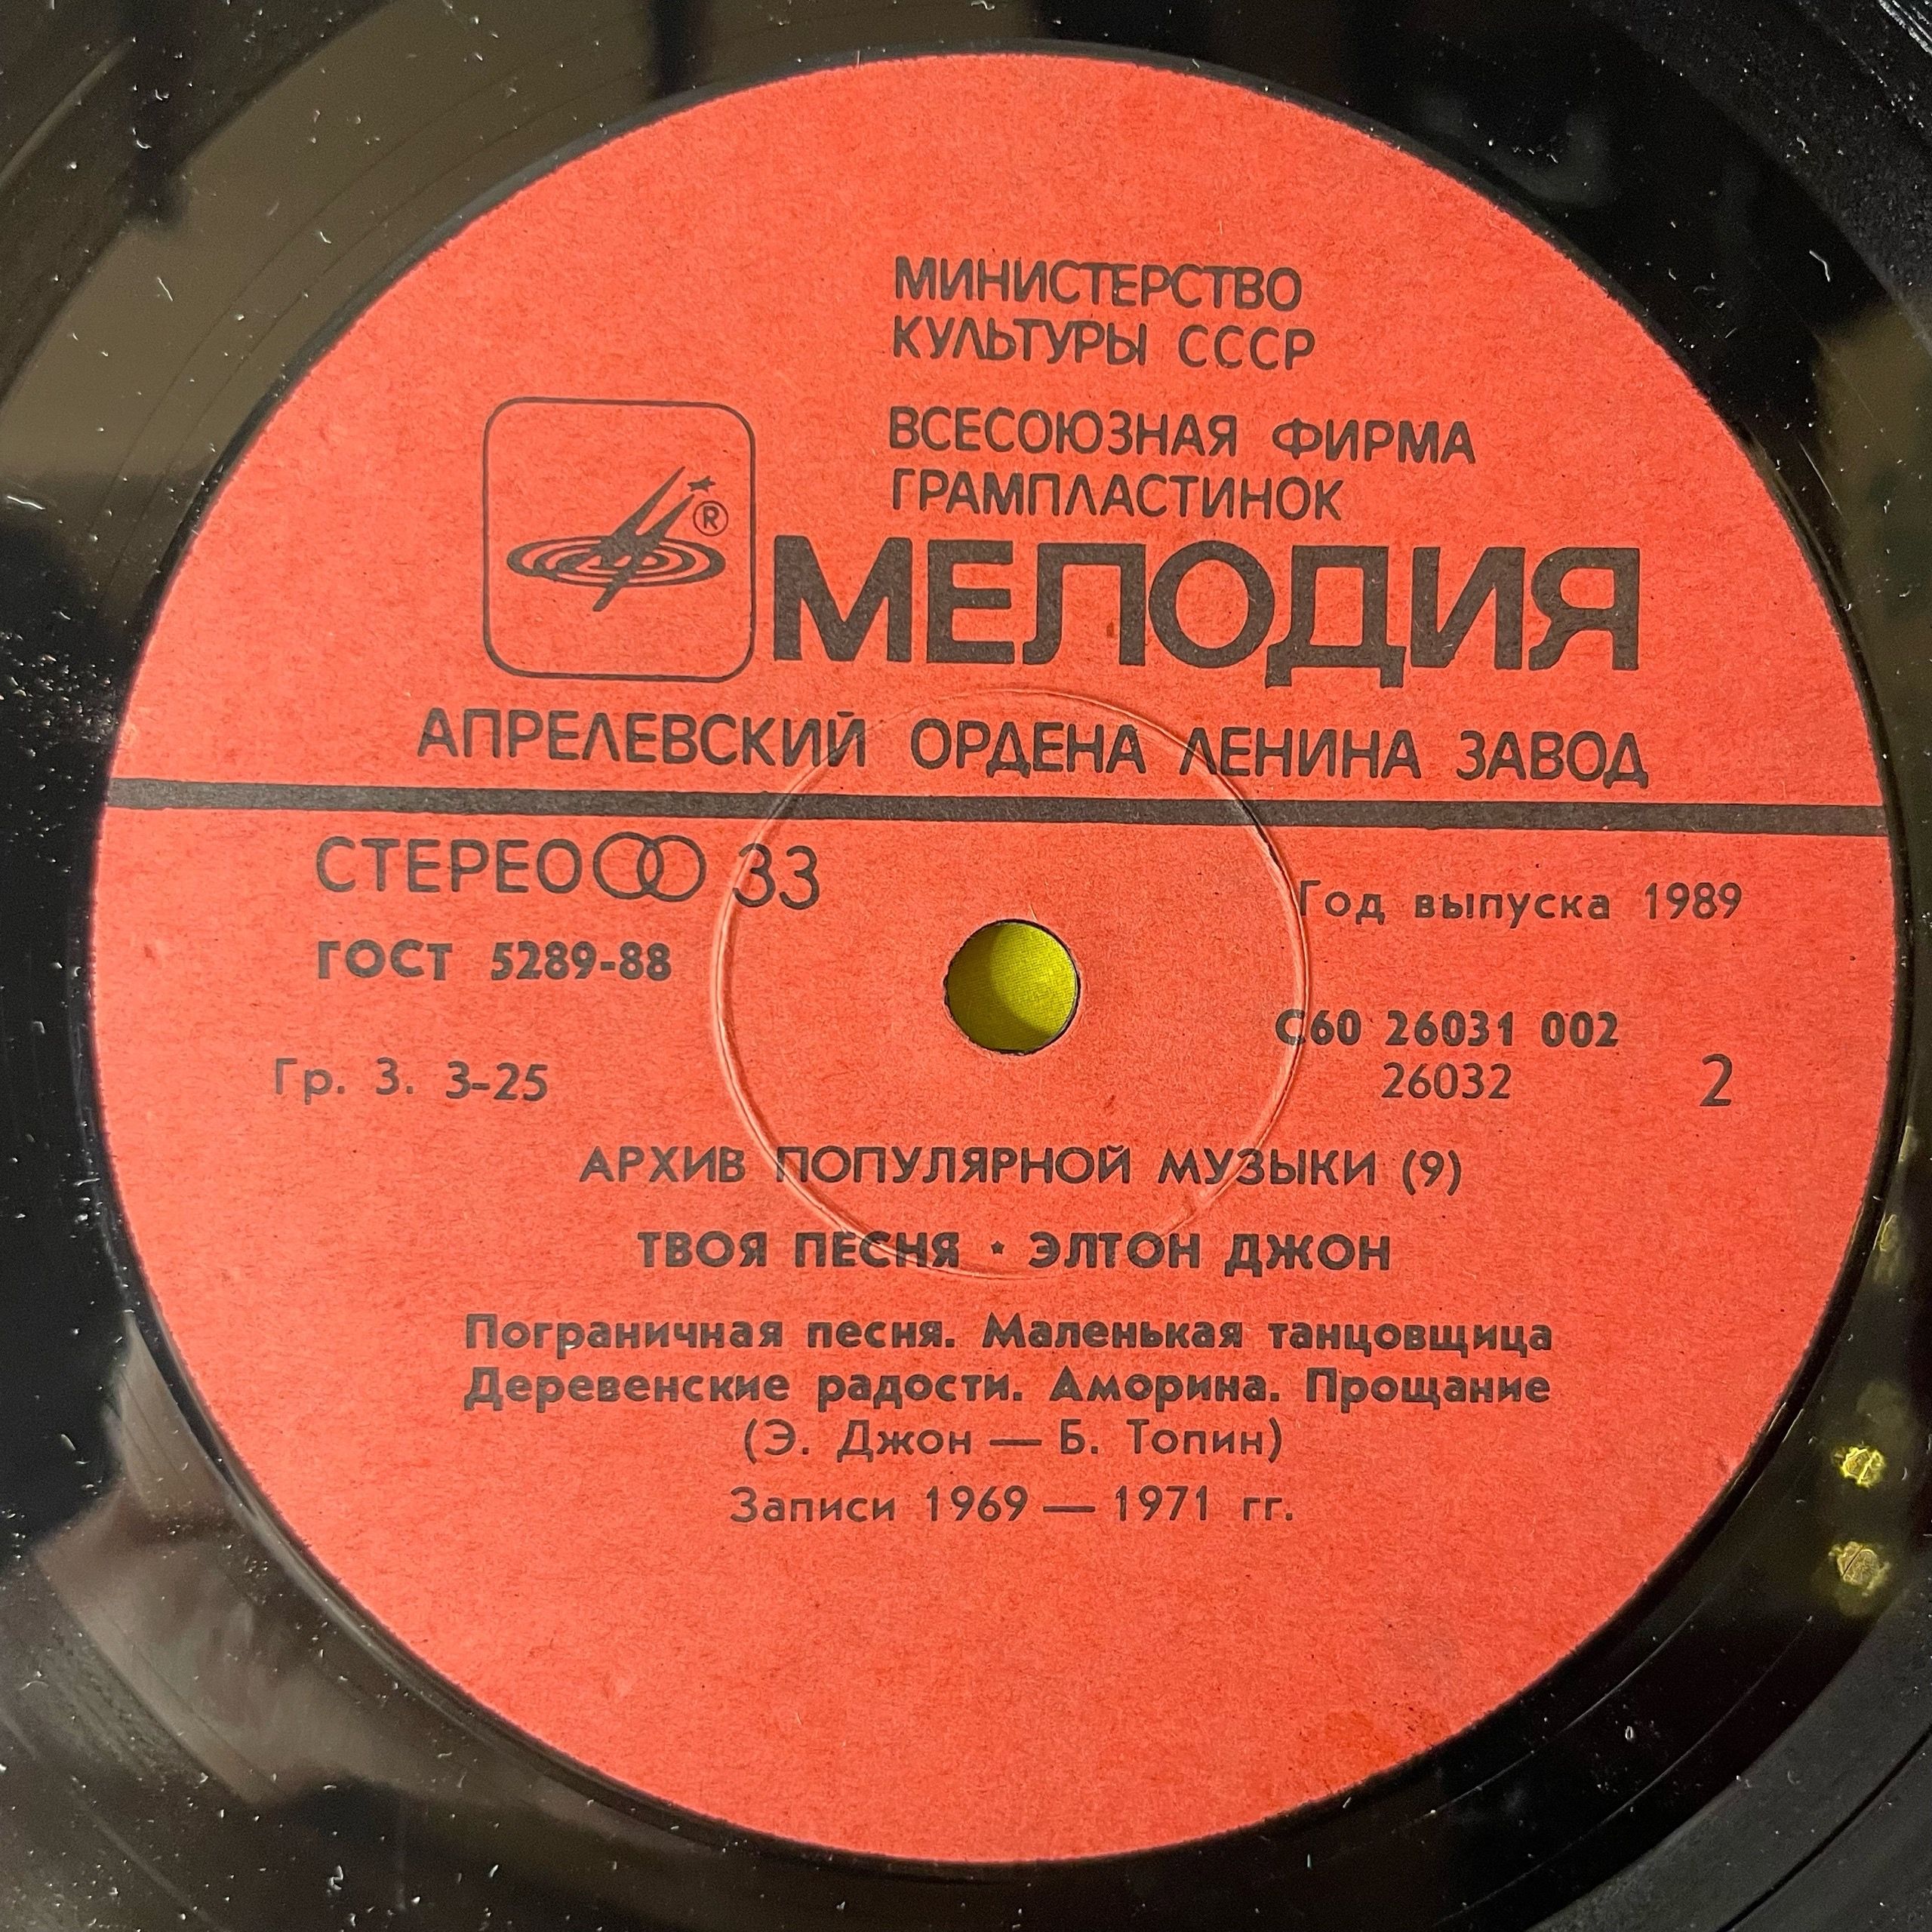 МИНИСТЕРСТВО
КУЛЬТУРЫ СССР
ВСЕСОЮЗНАЯ ФИРМА
ГРАМПЛАСТИНОК
®
МЕЛОДИЯ
АПРЕЛЕВСКИЙ ОРДЕНА ЛЕНИНА ЗАВОД
СТЕРЕО 33
Год выпуска 1989
ГОСТ 5289-88
С60 26031 002
Гр. 3. 3-25
26032
2
АРХИВ ПОПУЛЯРНОЙ МУЗЫКИ (9)
ТВОЯ ПЕСНЯ ⋆ ЭЛТОН ДЖОН
Пограничная песня. Маленькая танцовщица
Деревенские радости. Аморина. Прощание
(Э. Джон — Б. Топин)
Записи 1969 — 1971 гг.